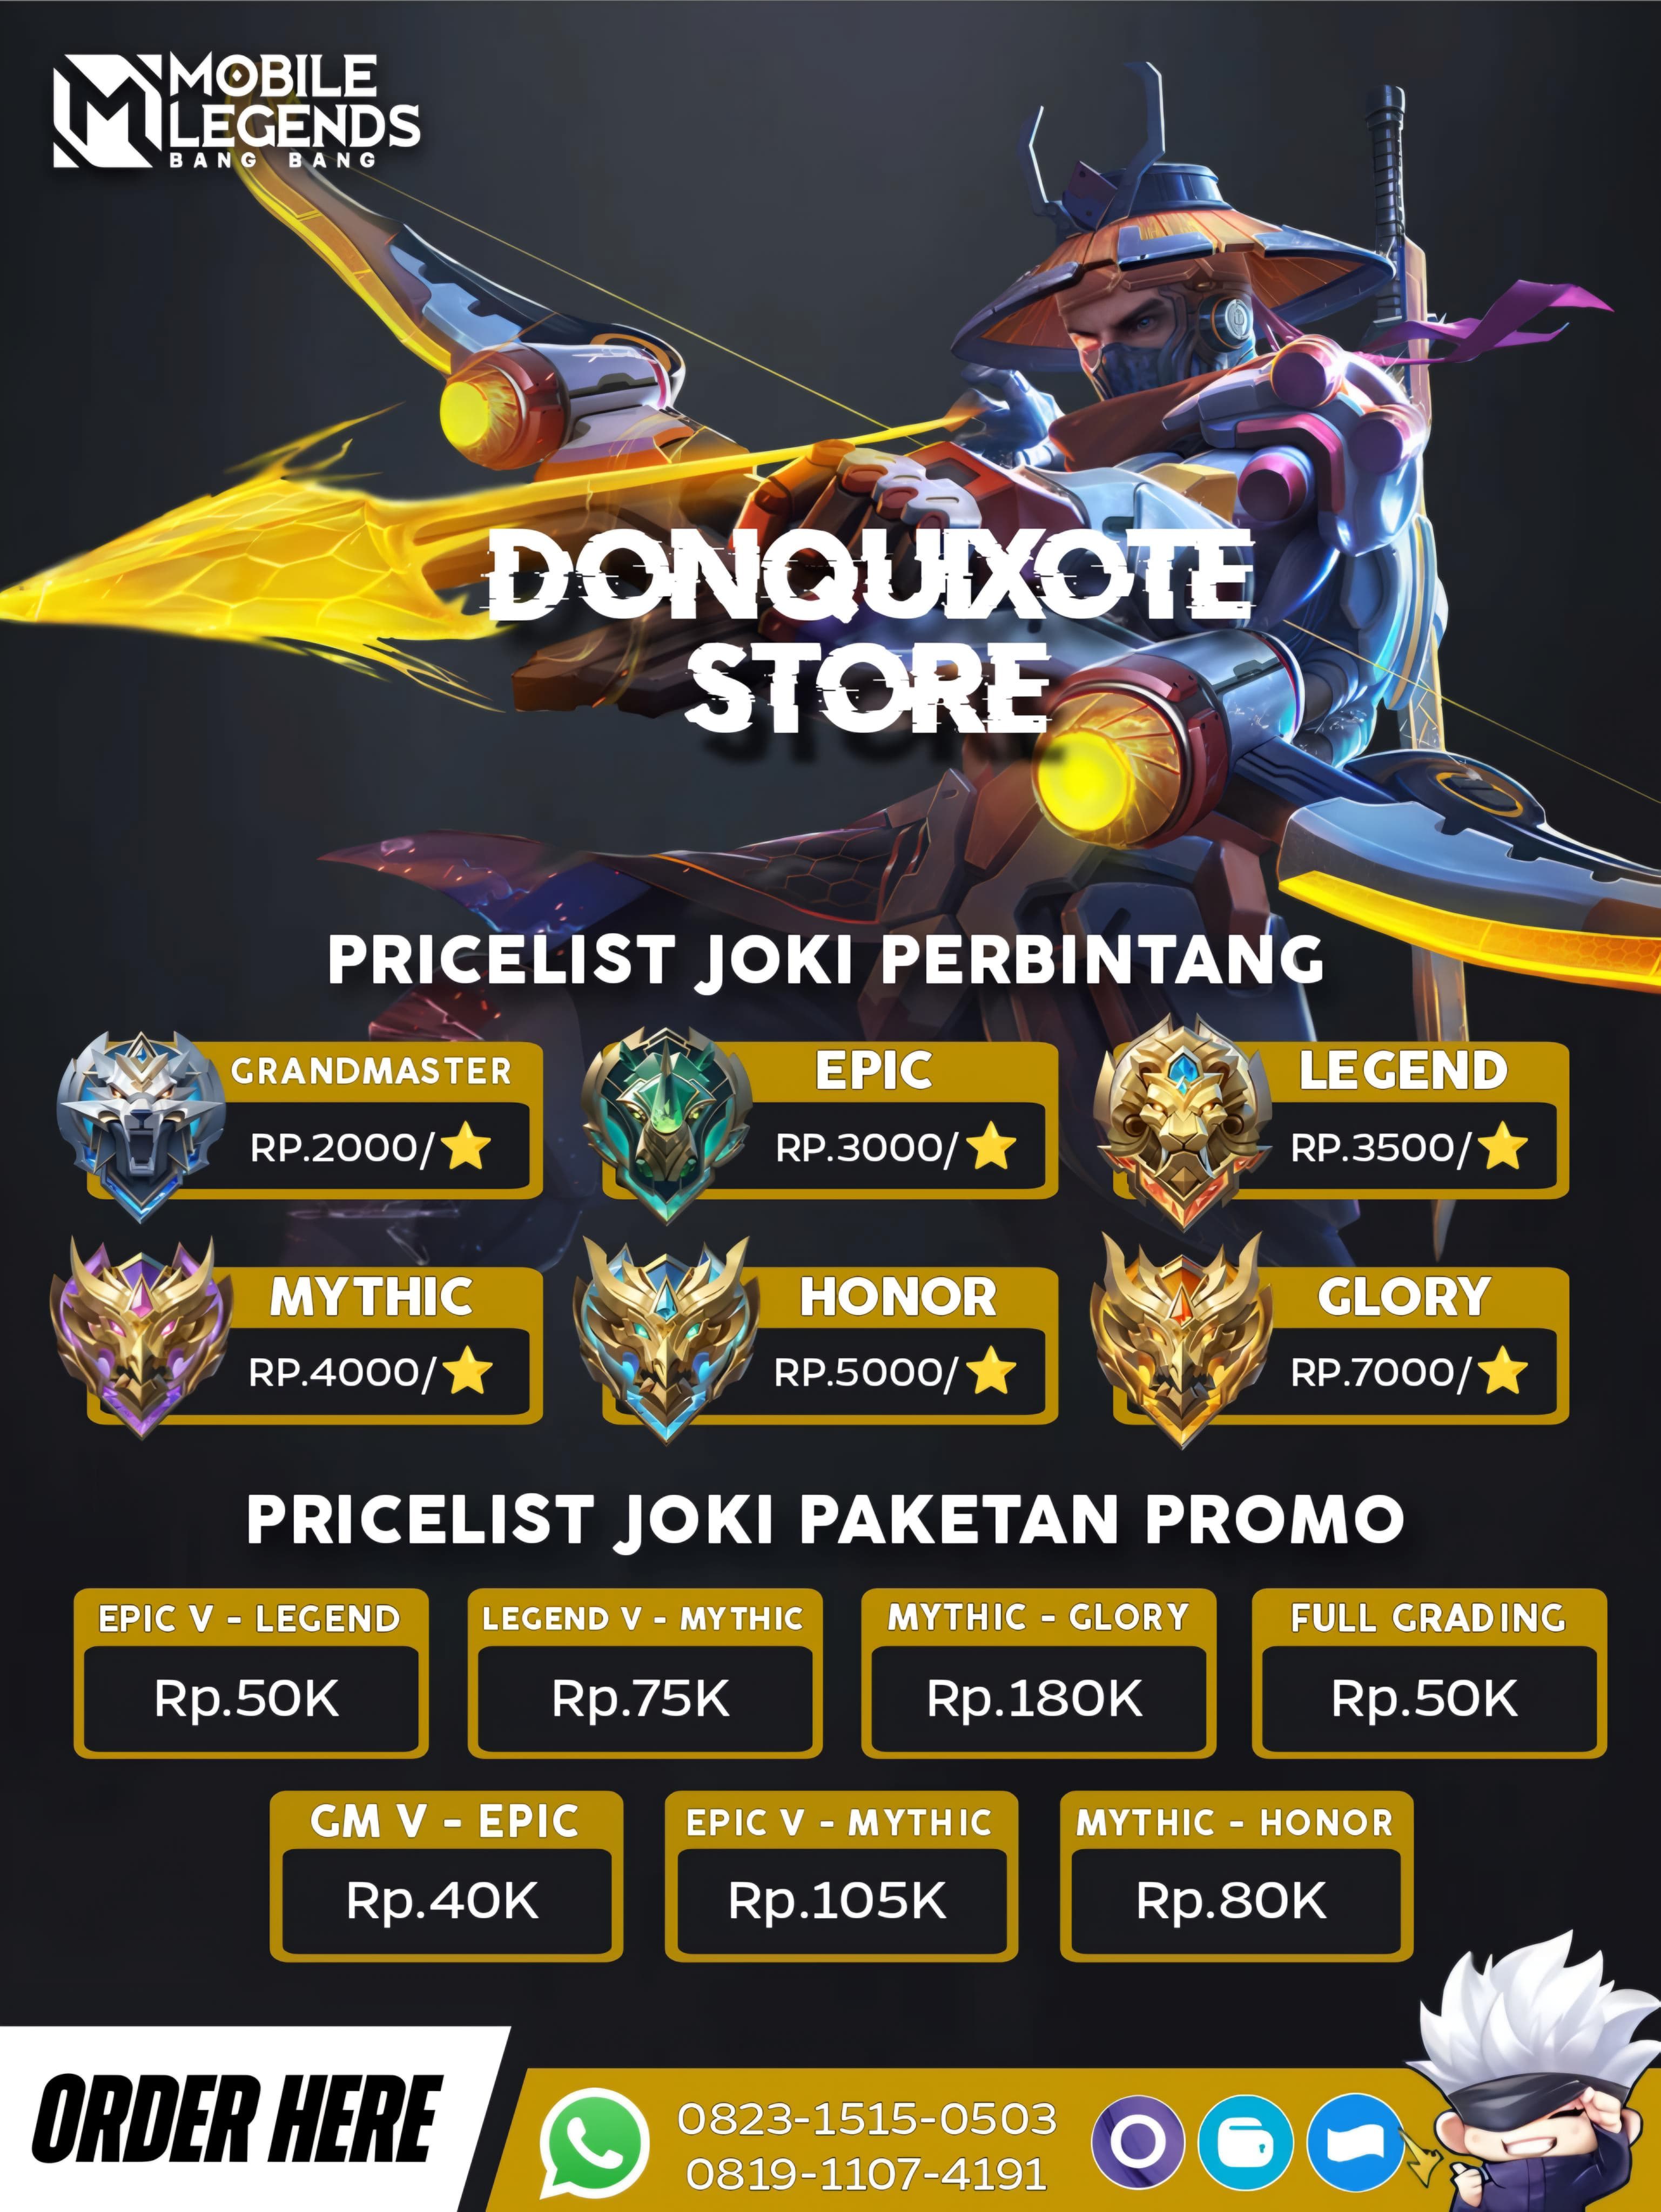 MOBILE
LEGENDS
BANG BANG
DONQUIXOTE
STORE
PRICELIST JOKI PERBINTANG
GRANDMASTER
RP.2000/⭐
EPIC
RP.3000/⭐
LEGEND
RP.3500/⭐
MYTHIC
RP.4000/⭐
HONOR
RP.5000/⭐
GLORY
RP.7000/⭐
PRICELIST JOKI PAKETAN PROMO
EPIC V - LEGEND
Rp.50K
LEGEND V - MYTHIC
Rp.75K
MYTHIC - GLORY
Rp.180K
FULL GRADING
Rp.50K
GM V - EPIC
Rp.40K
EPIC V - MYTHIC
Rp.105K
MYTHIC - HONOR
Rp.80K
ORDER HERE
0823-1515-0503
0819-1107-4191